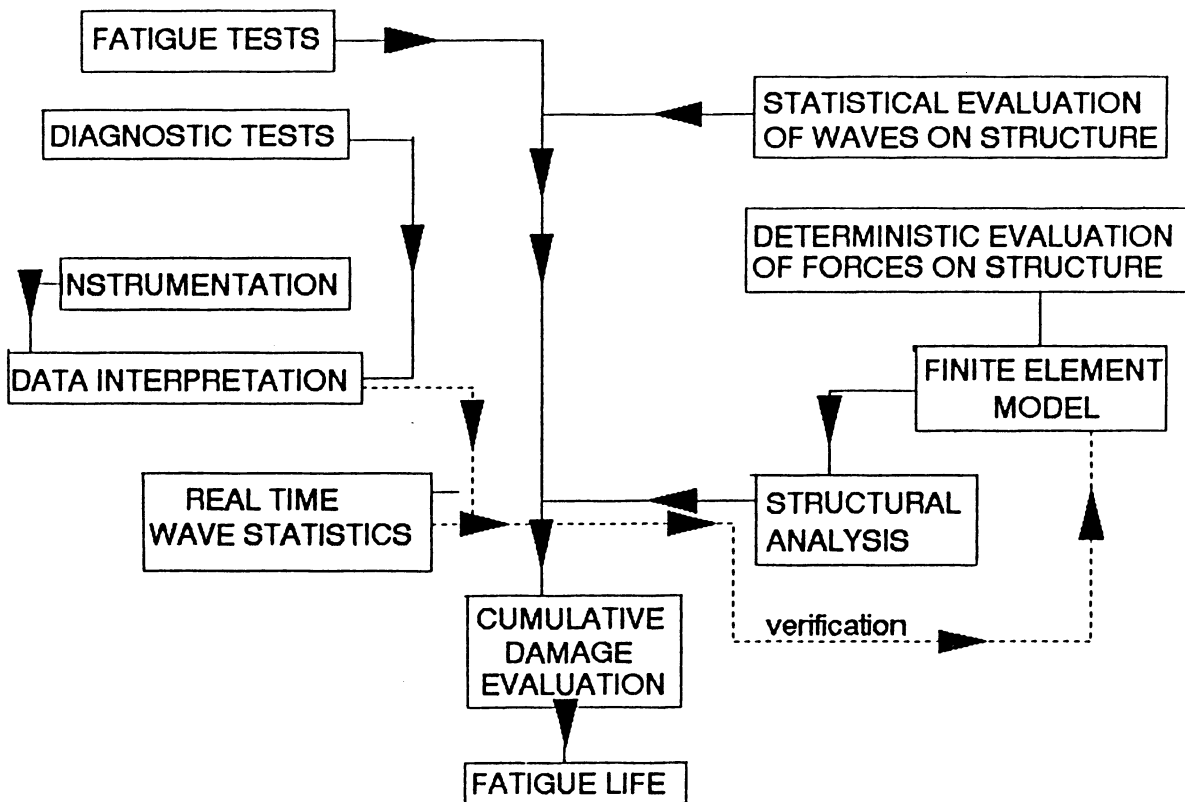 FATIGUE TESTS
STATISTICAL EVALUATION
OF WAVES ON STRUCTURE
DIAGNOSTIC TESTS
DETERMINISTIC EVALUATION
OF FORCES ON STRUCTURE
NSTRUMENTATION
DATA INTERPRETATION
FINITE ELEMENT
MODEL
REAL TIME
WAVE STATISTICS
STRUCTURAL
ANALYSIS
CUMULATIVE
DAMAGE
EVALUATION
verification
FATIGUE LIFE